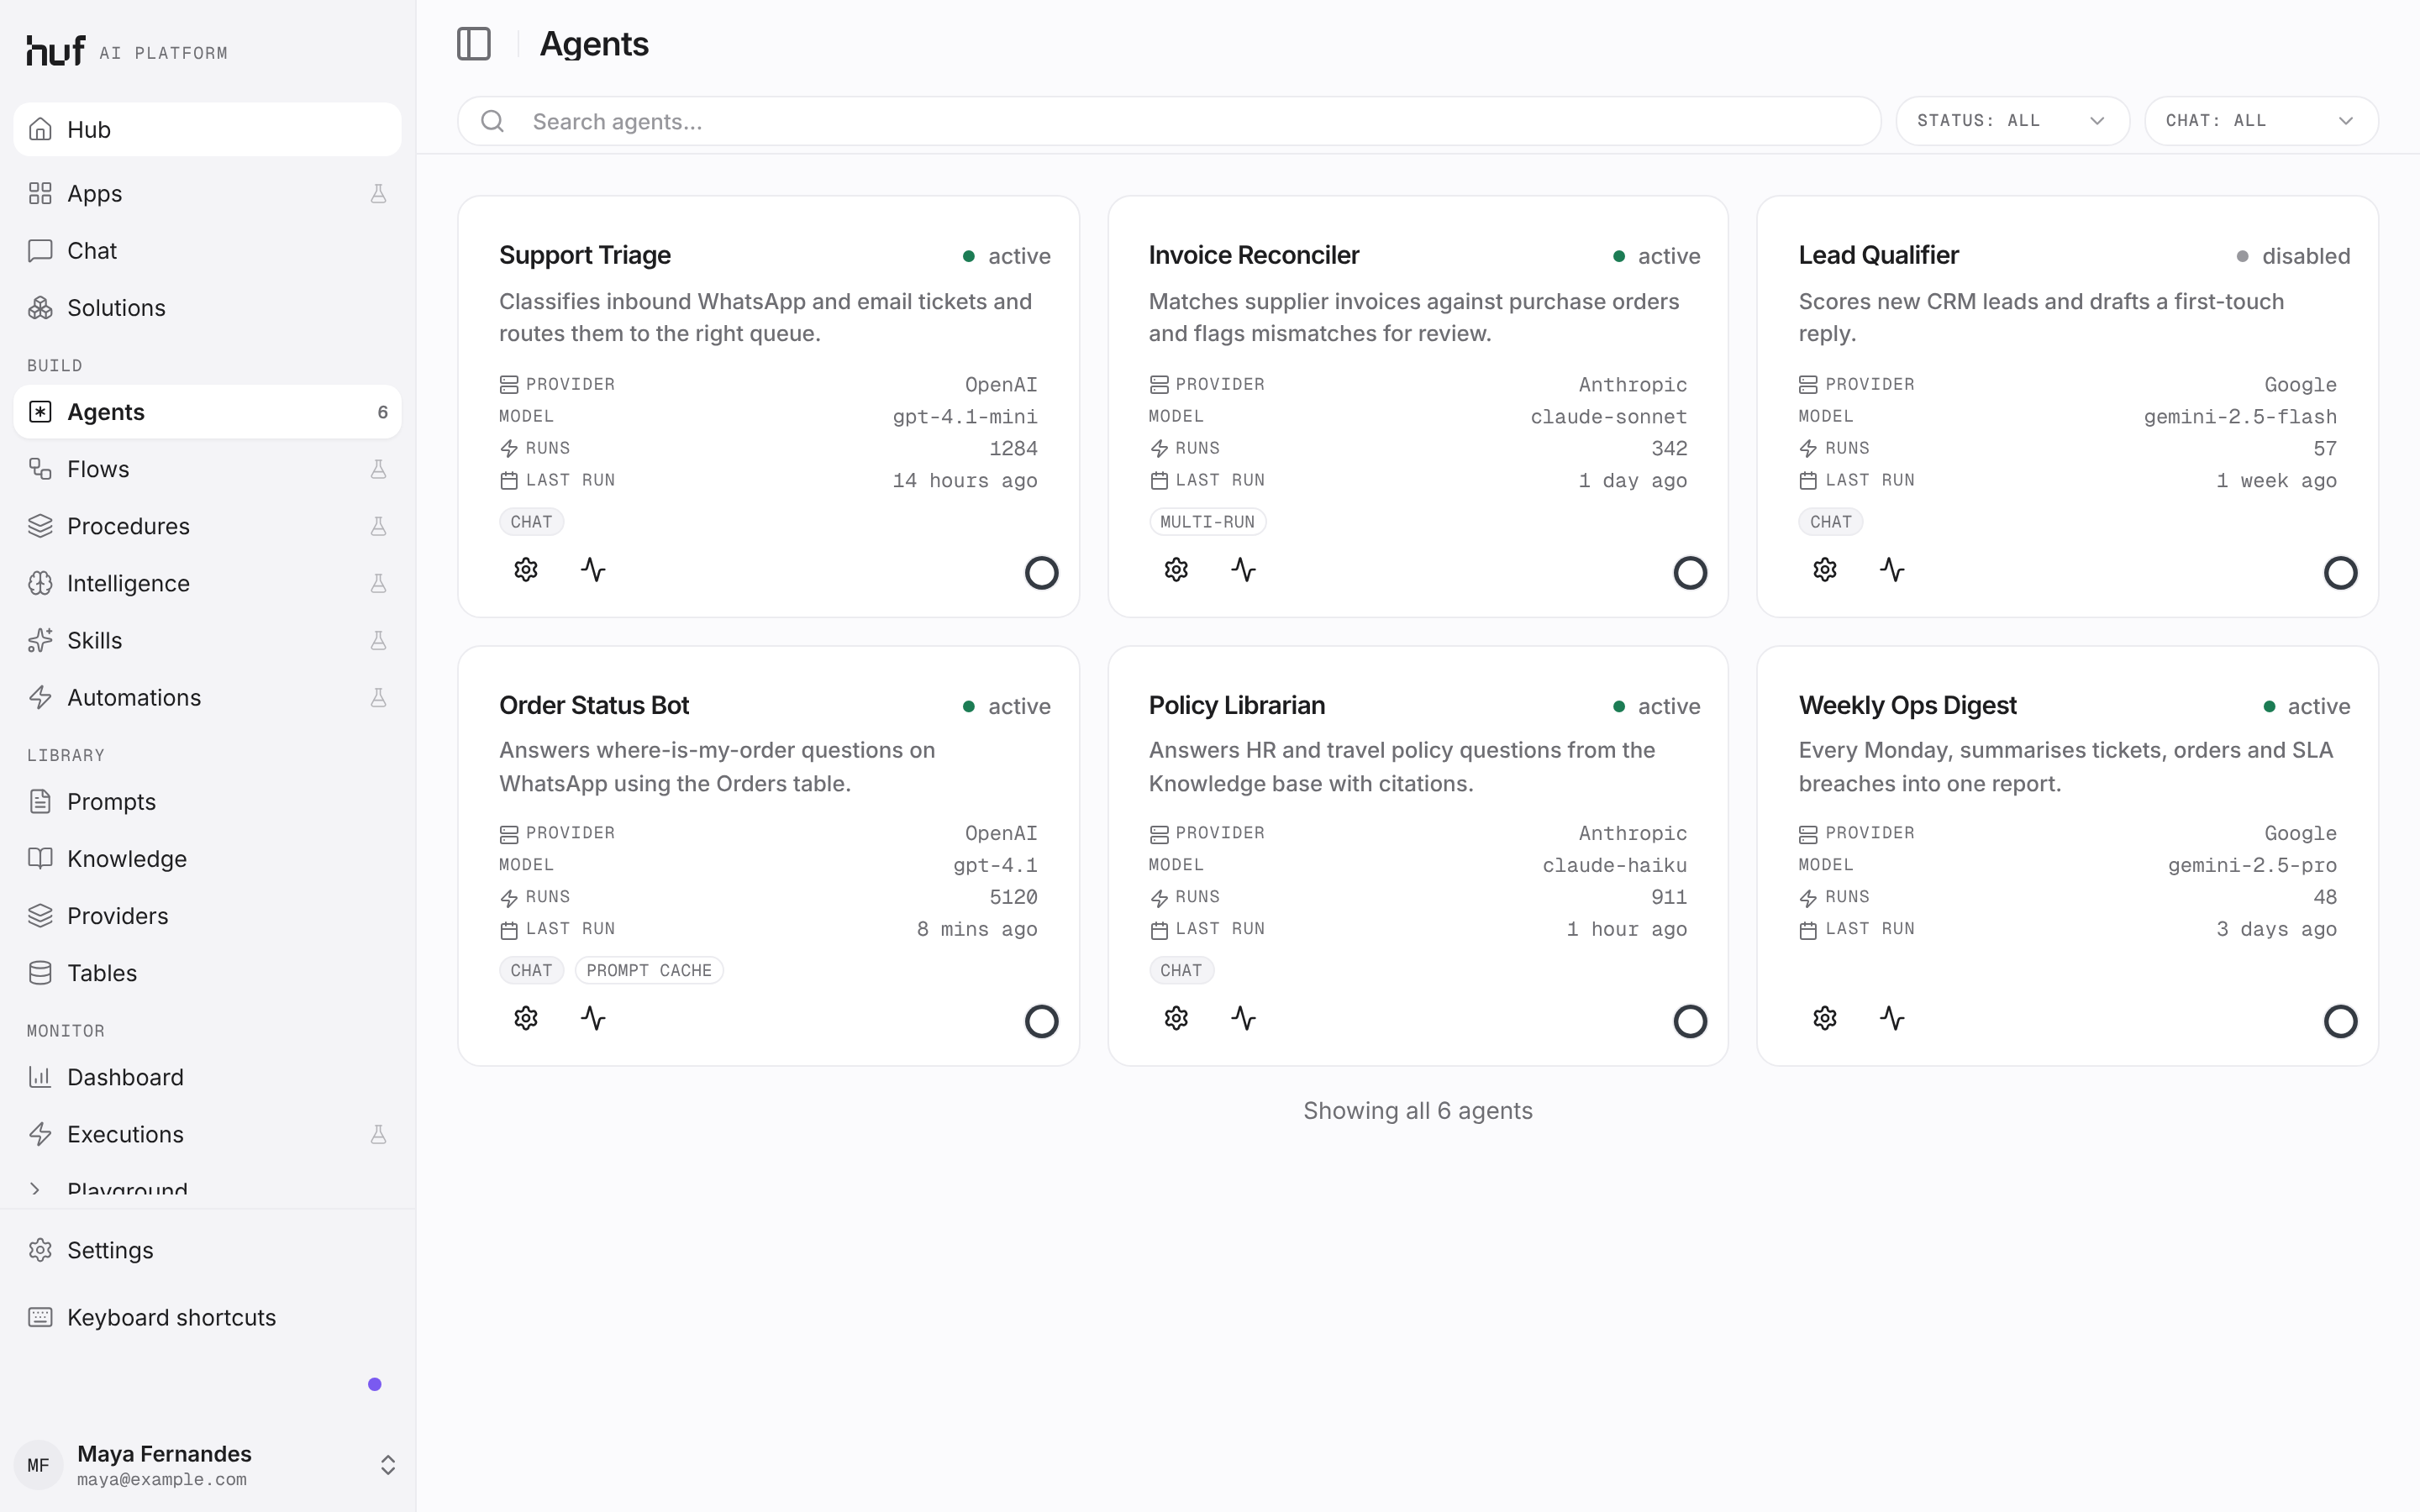 huf AI PLATFORM
Hub
Apps
Chat
Solutions
BUILD
Agents 6
Flows
Procedures
Intelligence
Skills
Automations
LIBRARY
Prompts
Knowledge
Providers
Tables
MONITOR
Dashboard
Executions
Playground
Settings
Keyboard shortcuts
MF
Maya Fernandes
maya@example.com
Agents
Search agents...
STATUS: ALL
CHAT: ALL
Support Triage
active
Classifies inbound WhatsApp and email tickets and
routes them to the right queue.
PROVIDER OpenAI
MODEL gpt-4.1-mini
RUNS 1284
LAST RUN 14 hours ago
CHAT
Invoice Reconciler
active
Matches supplier invoices against purchase orders
and flags mismatches for review.
PROVIDER Anthropic
MODEL claude-sonnet
RUNS 342
LAST RUN 1 day ago
MULTI-RUN
Lead Qualifier
disabled
Scores new CRM leads and drafts a first-touch
reply.
PROVIDER Google
MODEL gemini-2.5-flash
RUNS 57
LAST RUN 1 week ago
CHAT
Order Status Bot
active
Answers where-is-my-order questions on
WhatsApp using the Orders table.
PROVIDER OpenAI
MODEL gpt-4.1
RUNS 5120
LAST RUN 8 mins ago
CHAT PROMPT CACHE
Policy Librarian
active
Answers HR and travel policy questions from the
Knowledge base with citations.
PROVIDER Anthropic
MODEL claude-haiku
RUNS 911
LAST RUN 1 hour ago
CHAT
Weekly Ops Digest
active
Every Monday, summarises tickets, orders and SLA
breaches into one report.
PROVIDER Google
MODEL gemini-2.5-pro
RUNS 48
LAST RUN 3 days ago
Showing all 6 agents